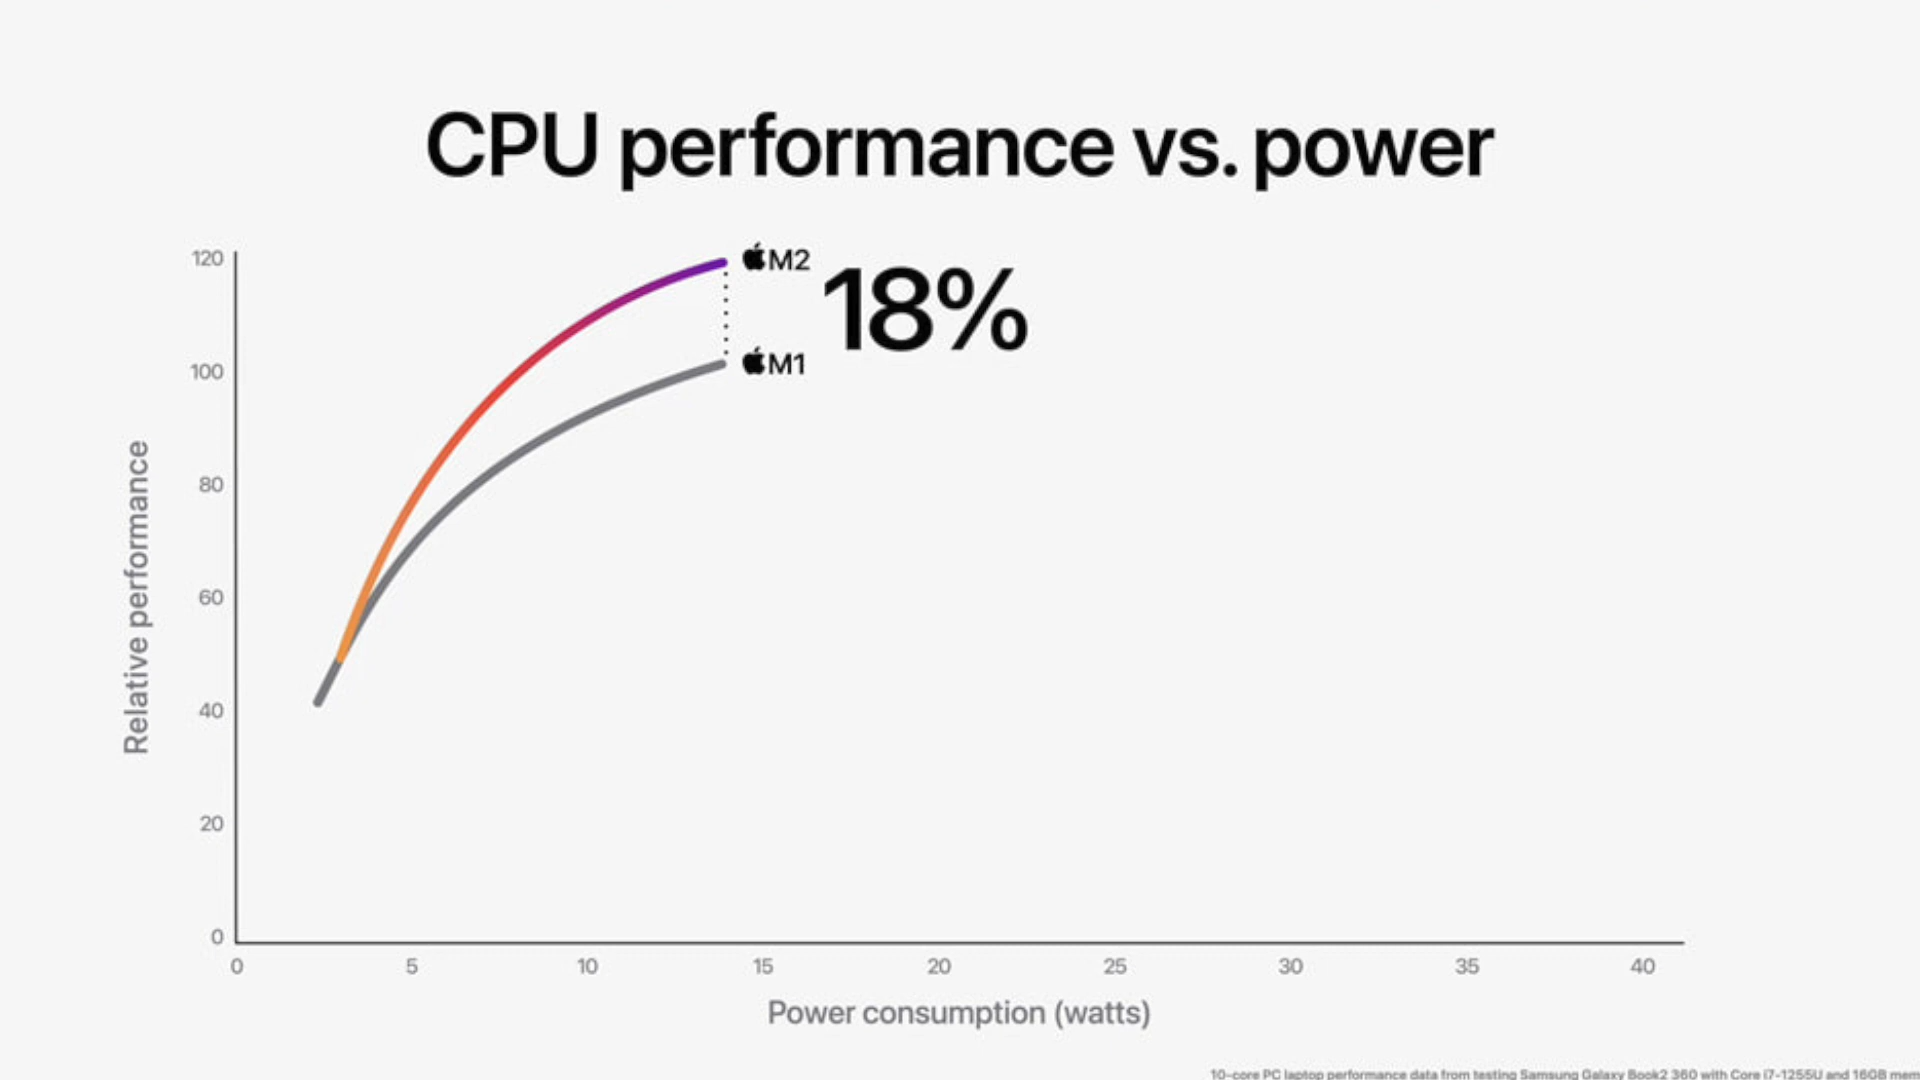 CPU performance vs. power
120
M2
18%
M1
100
80
60
40
20
0
Relative performance
0 5 10 15 20 25 30 35 40
Power consumption (watts)
10-core PC laptop performance data from testing Samsung Galaxy Book2 360 with Core i7-1255U and 16GB mem